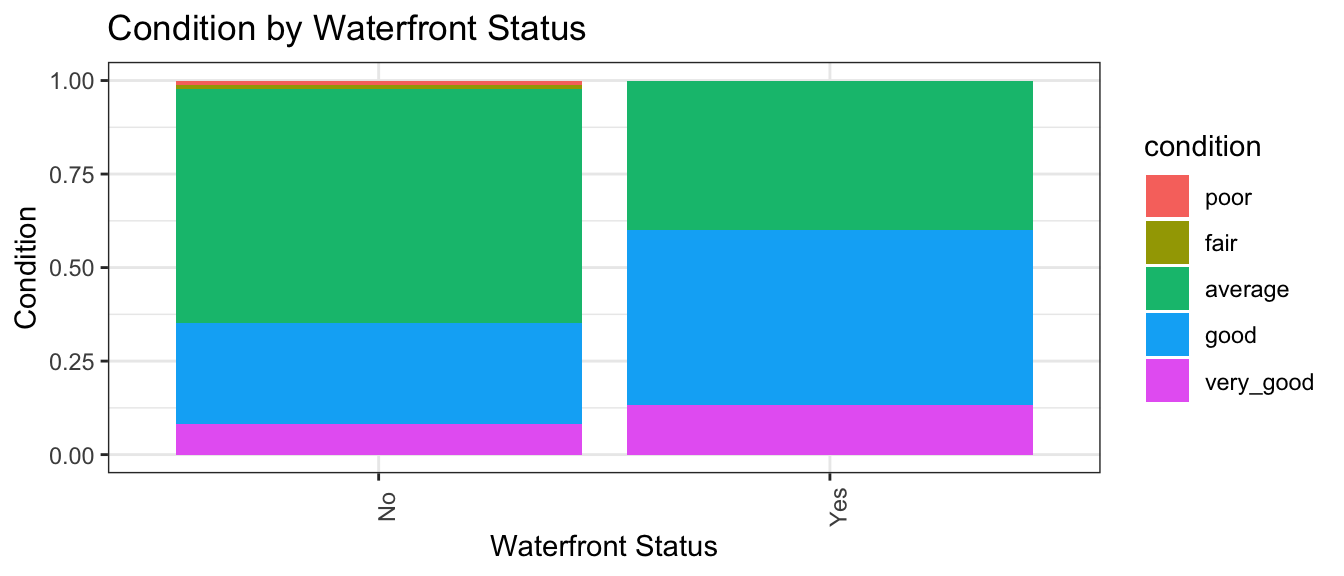 Condition by Waterfront Status
1.00
0.75
0.50
0.25
0.00
Condition
No
Yes
Waterfront Status
condition
poor
fair
average
good
very_good